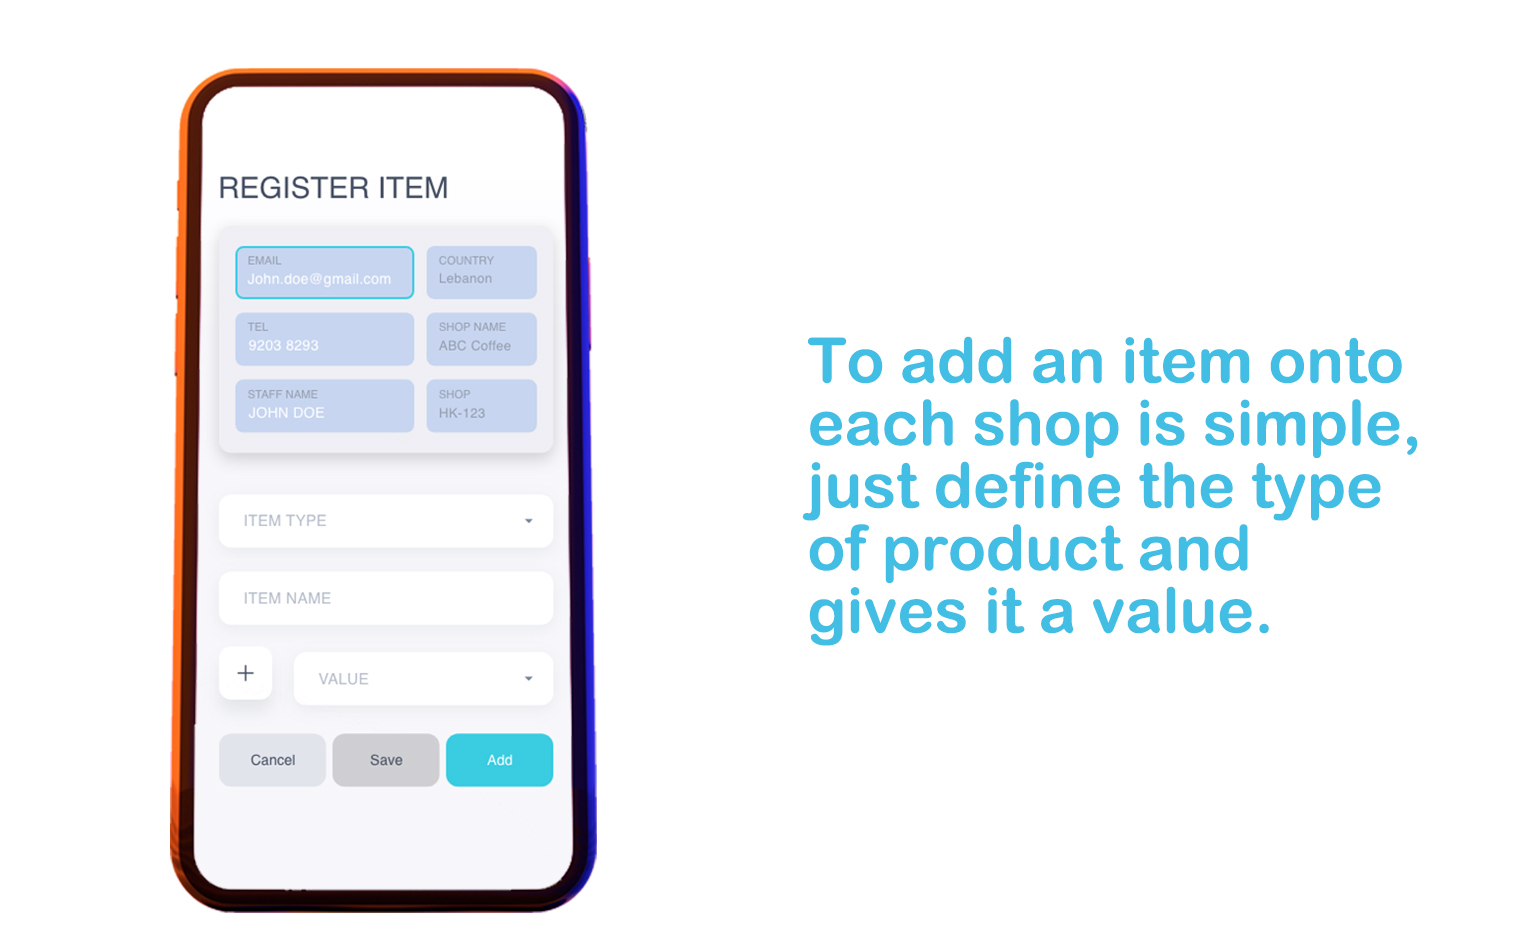 REGISTER ITEM
EMAIL
John.doe@gmail.com
COUNTRY
Lebanon
TEL
9203 8293
SHOP NAME
ABC Coffee
STAFF NAME
JOHN DOE
SHOP
HK-123
ITEM TYPE
ITEM NAME
+
VALUE
Cancel
Save
Add
To add an item onto
each shop is simple,
just define the type
of product and
gives it a value.